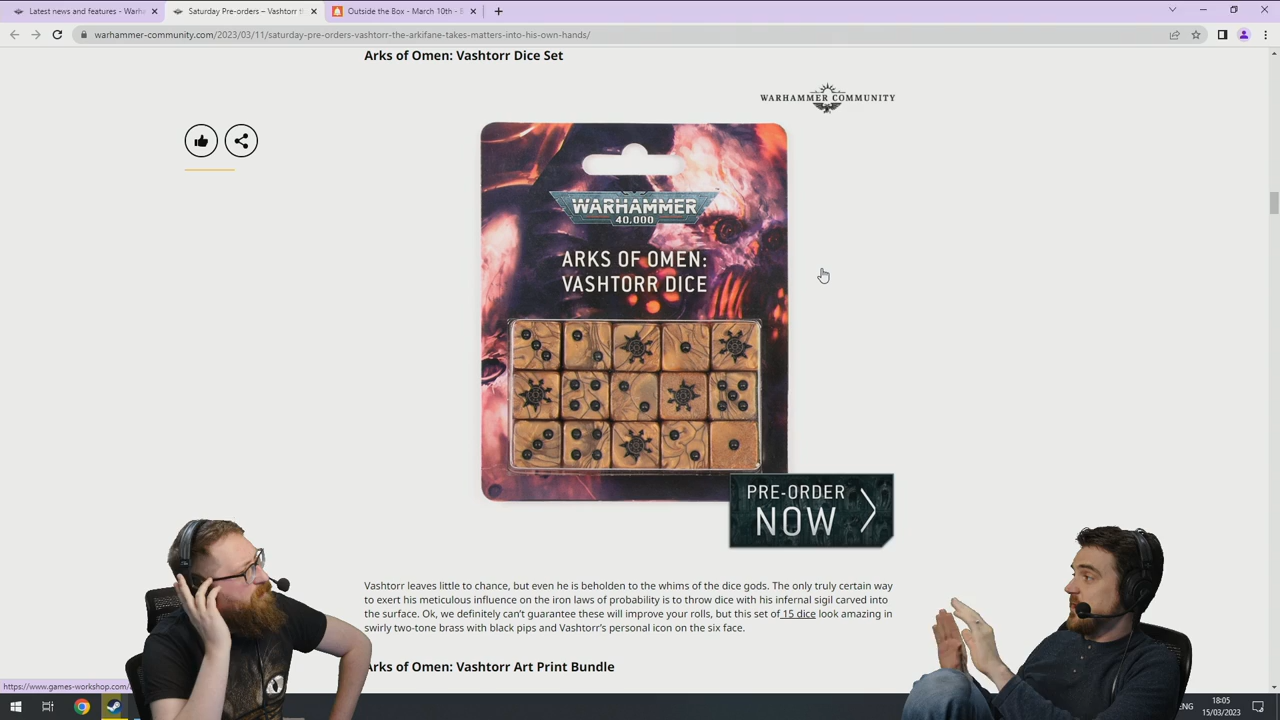 Latest news and features - Warh
Saturday Pre-orders – Vashtorr t
Outside the Box - March 10th -
warhammer-community.com/2023/03/11/saturday-pre-orders-vashtorr-the-arkifane-takes-matters-into-his-own-hands/
Arks of Omen: Vashtorr Dice Set
WARHAMMER COMMUNITY
WARHAMMER
40,000
ARKS OF OMEN:
VASHTORR DICE
PRE-ORDER
NOW
Vashtorr leaves little to chance, but even he is beholden to the whims of the dice gods. The only truly certain way
to exert his meticulous influence on the iron laws of probability is to throw dice with his infernal sigil carved into
the surface. Ok, we definitely can't guarantee these will improve your rolls, but this set of 15 dice look amazing in
swirly two-tone brass with black pips and Vashtorr's personal icon on the six face.
Arks of Omen: Vashtorr Art Print Bundle
https://www.games-workshop.com/
ENG
18:05
15/03/2023